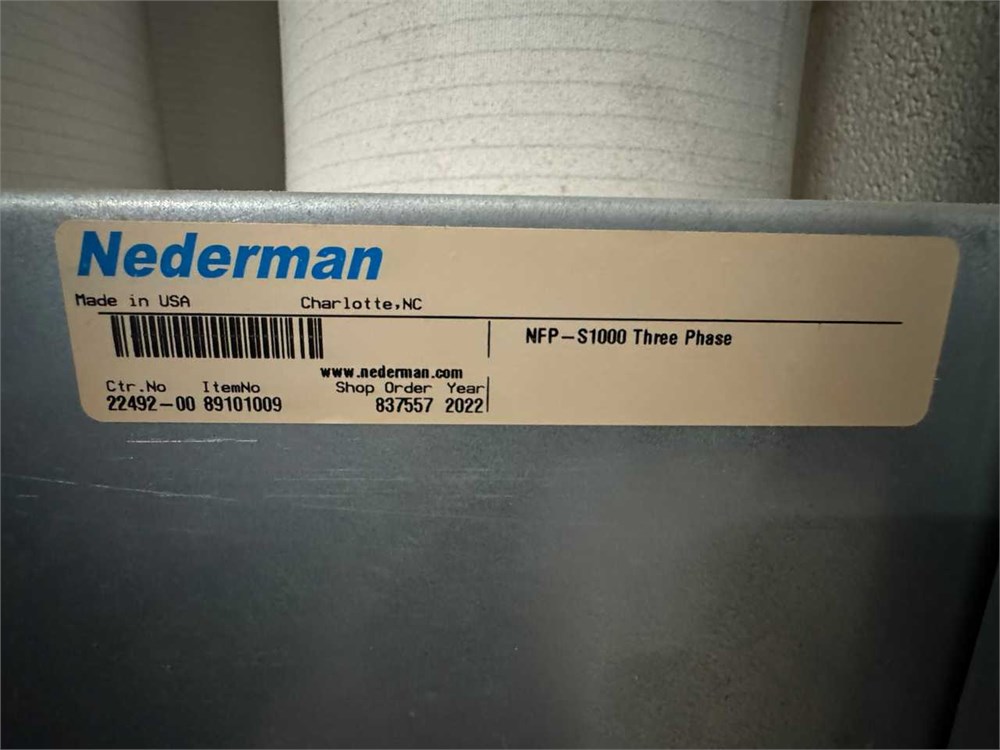 Nederman
Made in USA Charlotte,NC
NFP-S1000 Three Phase
www.nederman.com
Ctr.No ItemNo Shop Order Year
22492-00 89101009 837557 2022